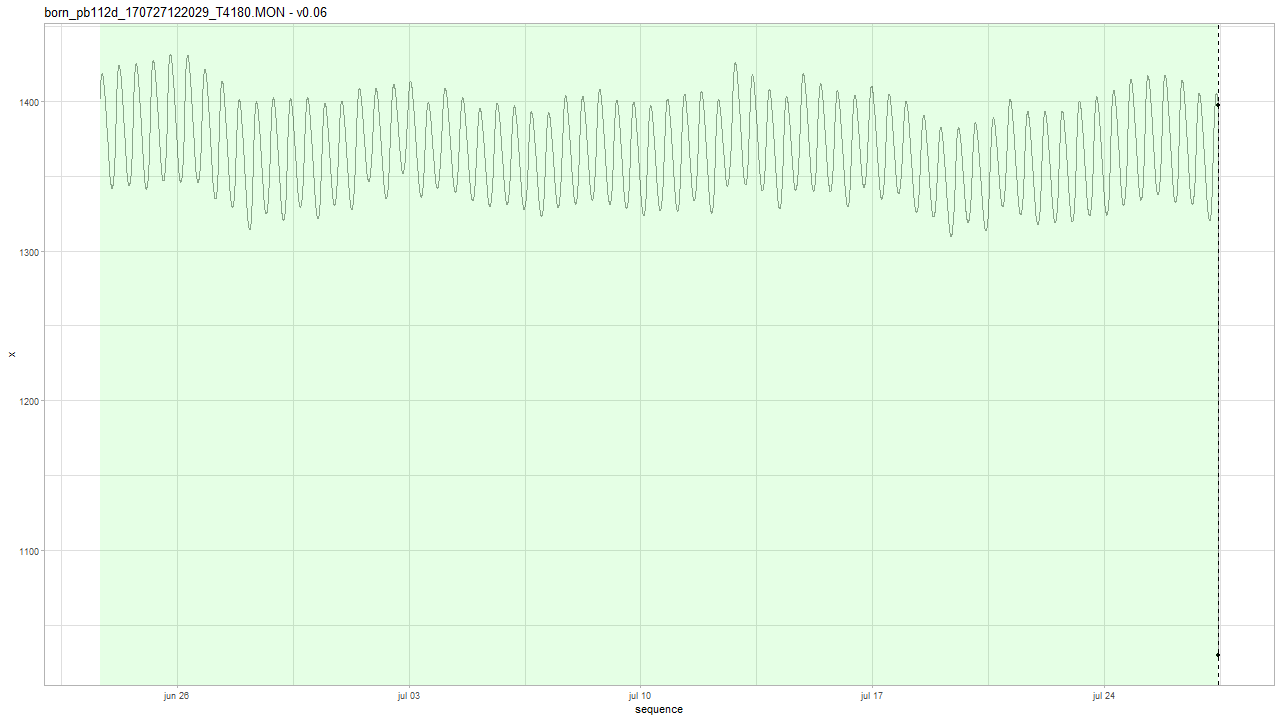 born_pb112d_170727122029_T4180.MON - v0.06
1400
1300
1200
1100
x
jun 26 jul 03 jul 10 jul 17 jul 24
sequence